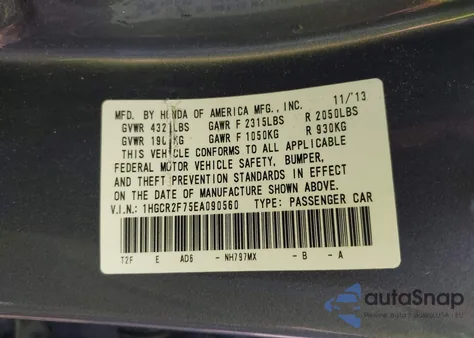 MFD. BY HONDA OF AMERICA MFG., INC. 11/'13
GVWR LBS GAWR F 2315LBS R 2050LBS
GVWR KG GAWR F 1050KG R 930KG
THIS VEHICLE CONFORMS TO ALL APPLICABLE
FEDERAL MOTOR VEHICLE SAFETY, BUMPER,
AND THEFT PREVENTION STANDARDS IN EFFECT
ON THE DATE OF MANUFACTURE SHOWN ABOVE.
V.I.N.: 1HGCR2F75EA090560 TYPE: PASSENGER CAR
T2F E AD6 - NH797MX - B - A
autoSnap